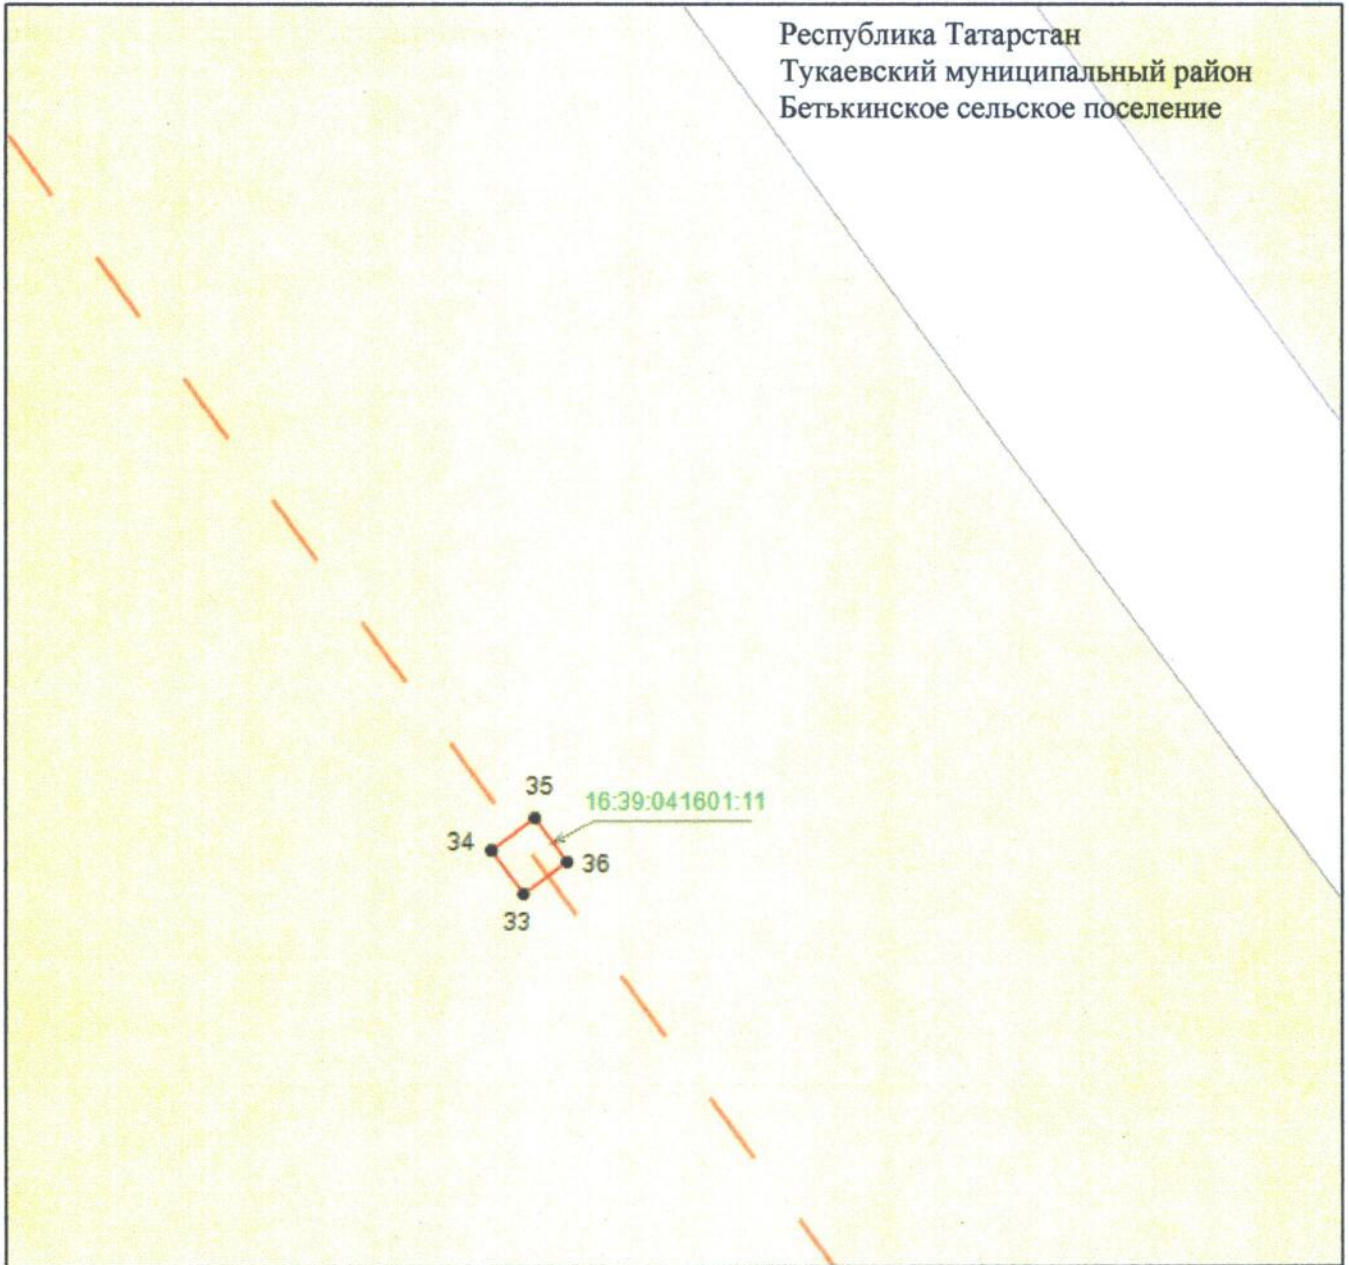 Республика Татарстан
Тукаевский муниципальный район
Бетькинское сельское поселение
35
16:39:041601:11
34
36
33